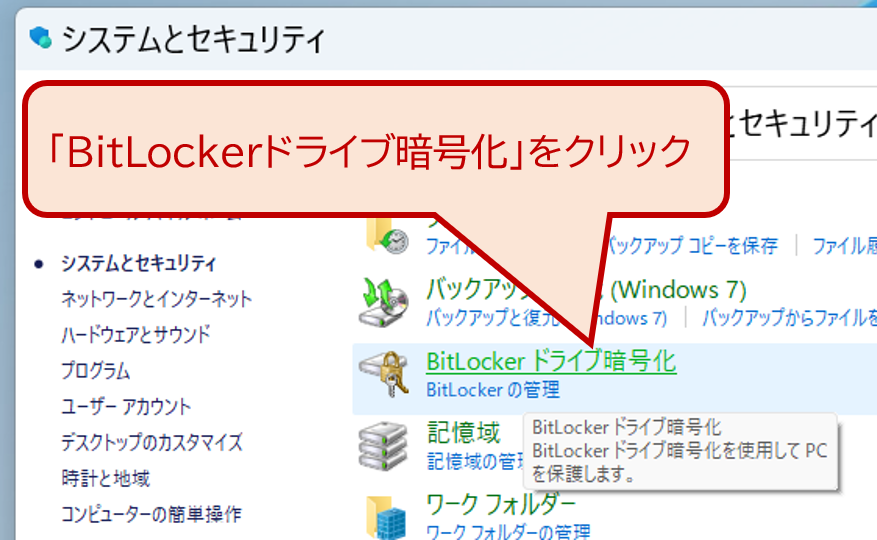 システムとセキュリティ
「BitLockerドライブ暗号化」をクリック
とセキュリティ
ファイル
バックアップ コピーを保存
ファイル履
システムとセキュリティ
バックアップ
(Windows 7)
ネットワークとインターネット
バックアップと復元
ndows 7)
バックアップからファイルを
ハードウェアとサウンド
BitLocker ドライブ暗号化
プログラム
BitLocker の管理
ユーザー アカウント
記憶域
BitLocker ドライブ暗号化
デスクトップのカスタマイズ
BitLocker ドライブ暗号化を使用して PC
記憶域の管理
を保護します。
時計と地域
ワーク フォルダー
コンピューターの簡単操作
ワーク フォルダーの管理